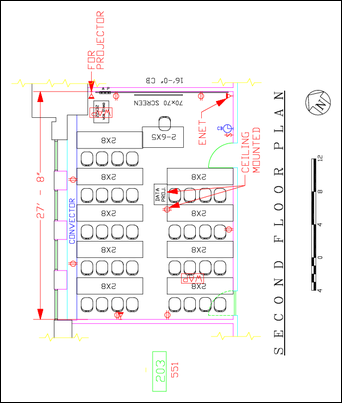 FOR
PROJECTOR
16'-0" CB
70x70 SCREEN
2-6X5
ENET
CEILING
MOUNTED
DATA
PROJ.
8X2
8X2
8X2
8X2
8X2
8X2
8X2
8X2
8X2
CONVECTOR
27' - 8"
203
551
SECOND FLOOR PLAN
N
12
8
0
4